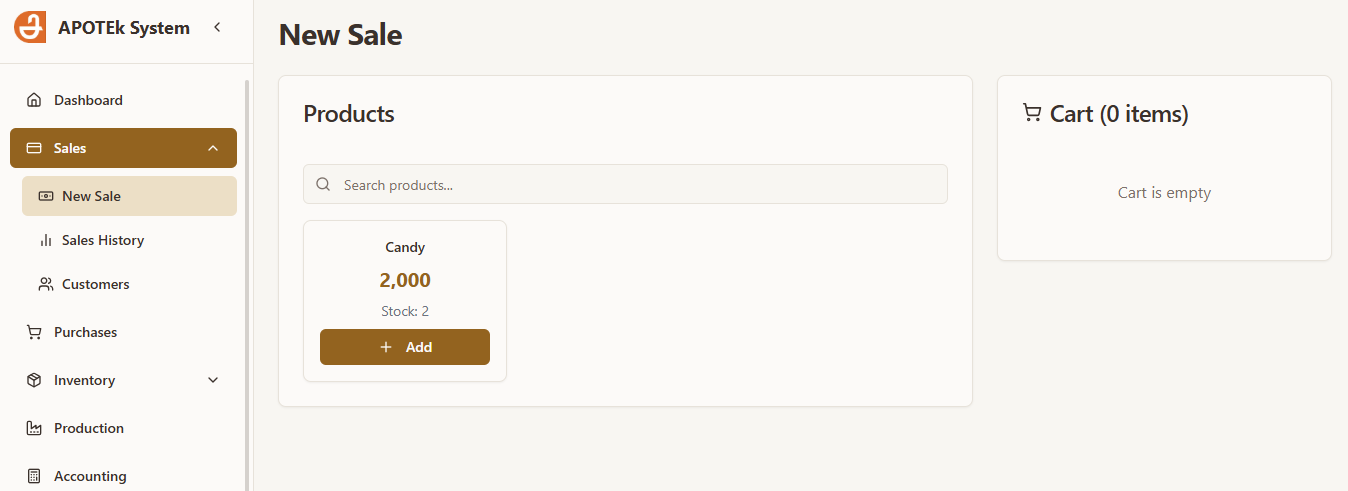 APOTEk System
Dashboard
Sales
New Sale
Sales History
Customers
Purchases
Inventory
Production
Accounting
New Sale
Products
Search products...
Candy
2,000
Stock: 2
+ Add
Cart (0 items)
Cart is empty